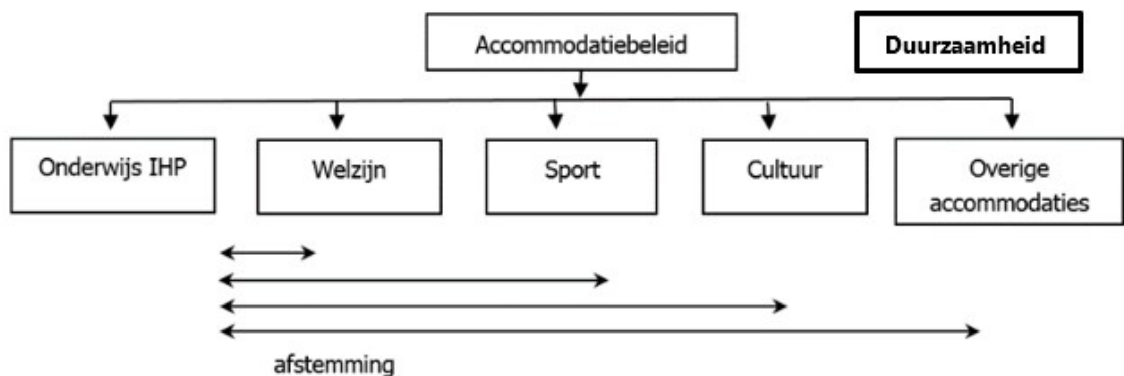 Accommodatiebeleid
Duurzaamheid
Onderwijs IHP
Welzijn
Sport
Cultuur
Overige
accommodaties
afstemming